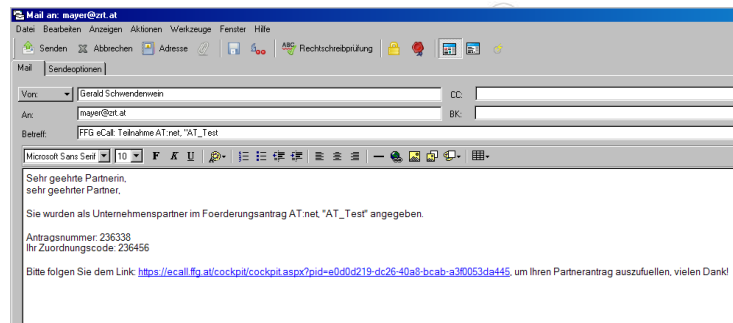 Mail an: mayer@zrt.at
Datei Bearbeiten Anzeigen Aktionen Werkzeuge Fenster Hilfe
Senden Abbrechen Adresse ABC Rechtschreibprüfung
Mail Sendeoptionen
Von: Gerald Schwendenwein CC:
An: mayer@zrt.at BK:
Betreff: FFG eCall: Teilnahme AT:net, "AT_Test
Microsoft Sans Serif 10 F K U
Sehr geehrte Partnerin,
sehr geehrter Partner,
Sie wurden als Unternehmenspartner im Foerderungsantrag AT:net, "AT_Test" angegeben.
Antragsnummer: 236338
Ihr Zuordnungscode: 236456
Bitte folgen Sie dem Link: https://ecall.ffg.at/cockpit/cockpit.aspx?pid=e0d0d219-dc26-40a8-bcab-a3f0053da445, um Ihren Partnerantrag auszufuellen, vielen Dank!